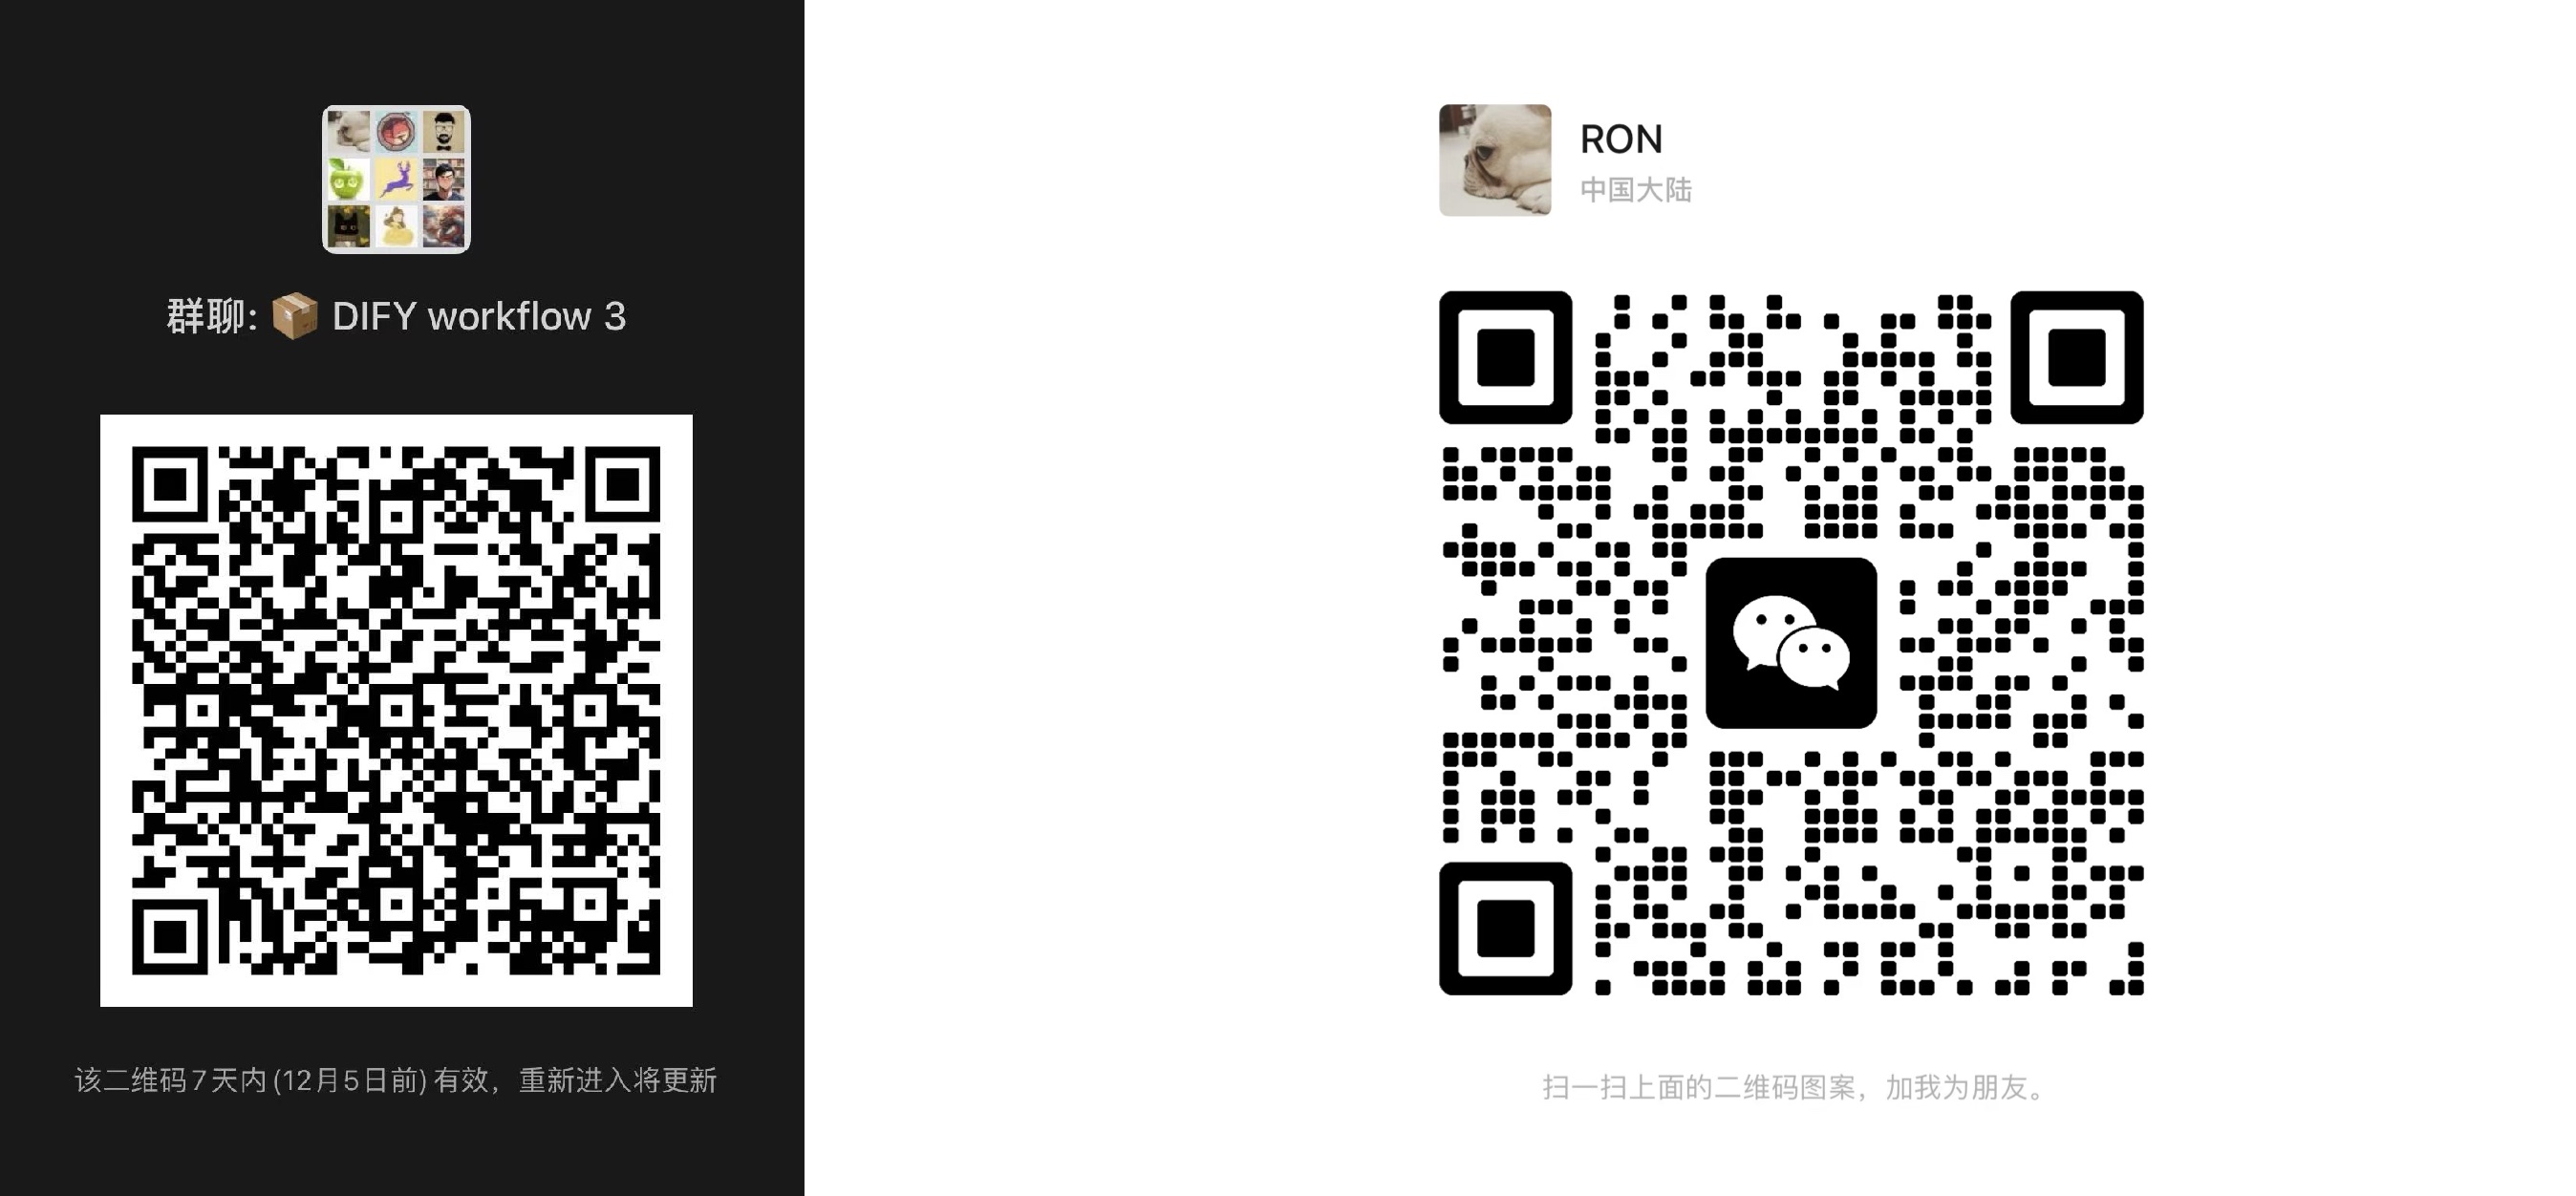 群聊: 📦 DIFY workflow 3
该二维码7天内(12月5日前)有效，重新进入将更新
RON
中国大陆
扫一扫上面的二维码图案，加我为朋友。